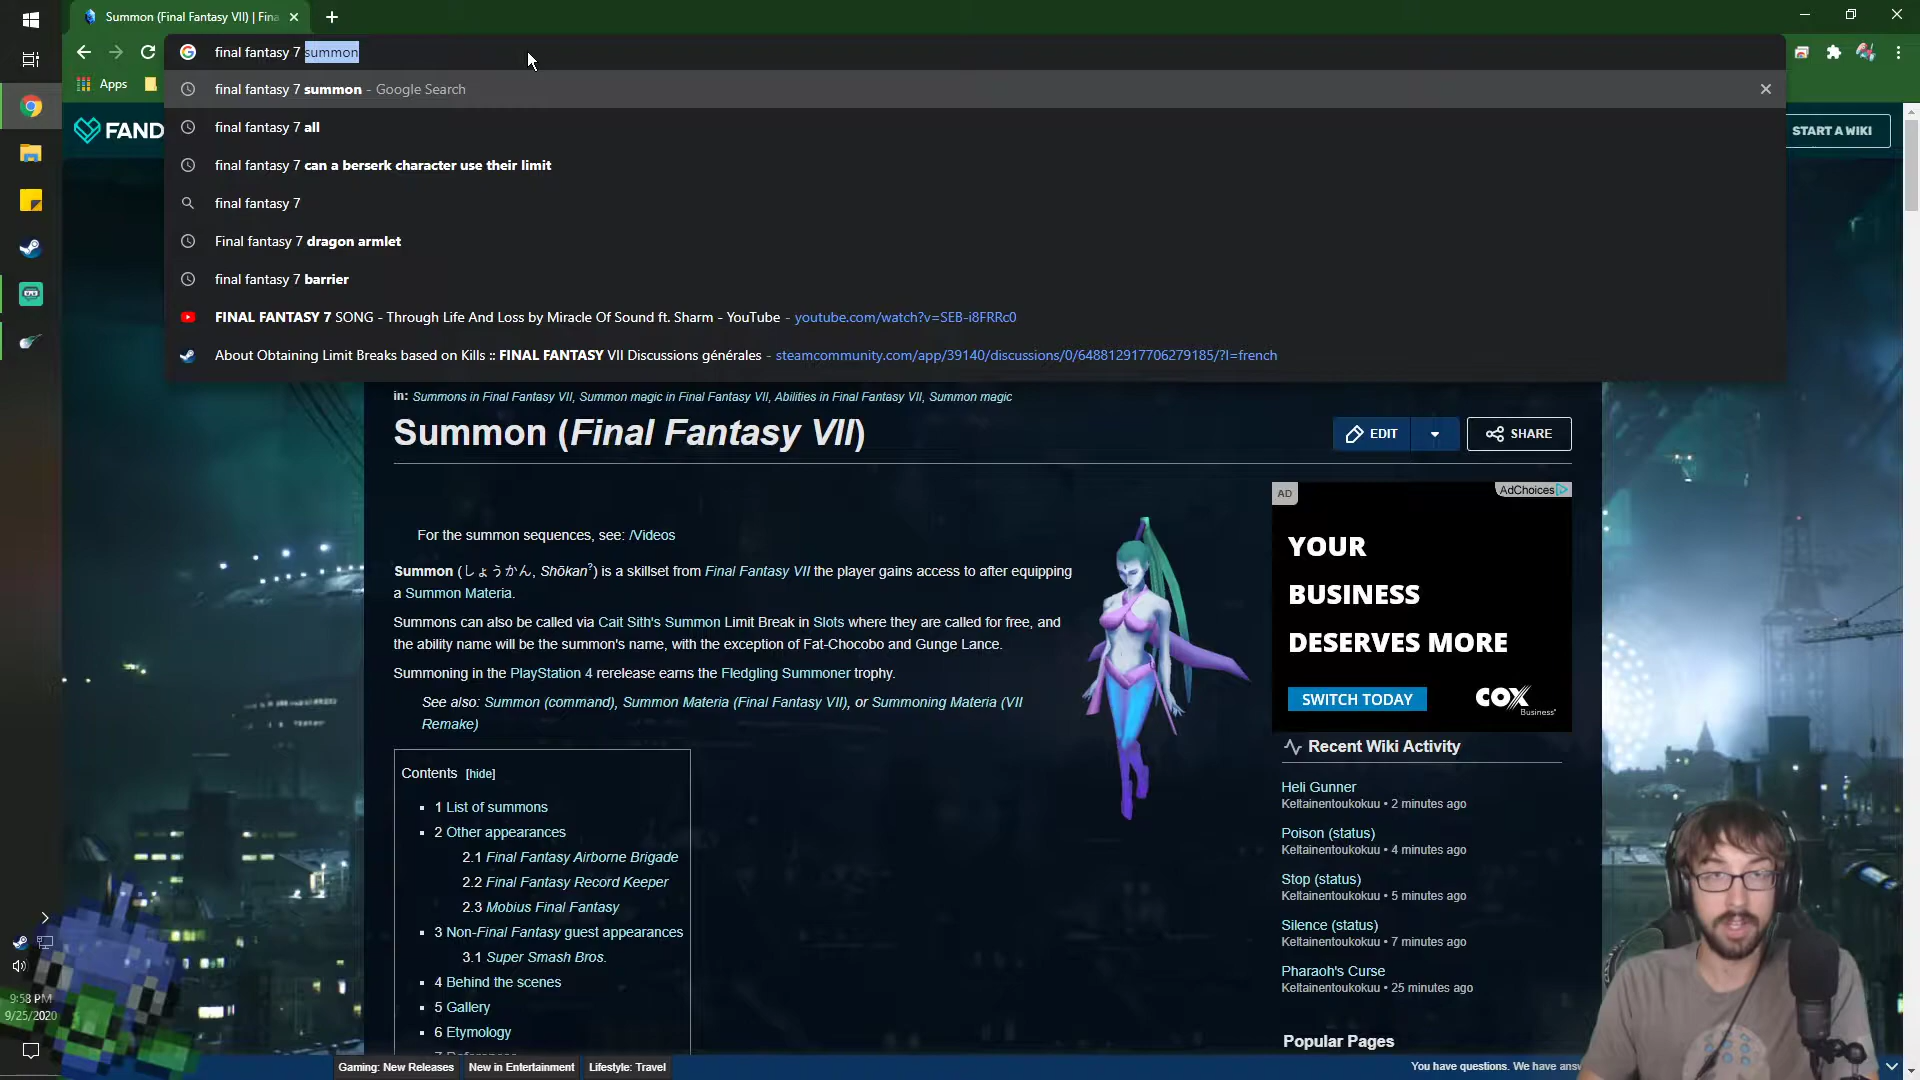 Summon (Final Fantasy VII) | Fina
final fantasy 7 summon
Apps
final fantasy 7 summon - Google Search
final fantasy 7 all
final fantasy 7 can a berserk character use their limit
final fantasy 7
Final fantasy 7 dragon armlet
final fantasy 7 barrier
FINAL FANTASY 7 SONG - Through Life And Loss by Miracle Of Sound ft. Sharm - YouTube - youtube.com/watch?v=SEB-i8FRRc0
About Obtaining Limit Breaks based on Kills :: FINAL FANTASY VII Discussions générales - steamcommunity.com/app/39140/discussions/0/648812917706279185/?l=french
FAND
START A WIKI
in: Summons in Final Fantasy VII, Summon magic in Final Fantasy VII, Abilities in Final Fantasy VII, Summon magic
Summon (Final Fantasy VII)
EDIT
SHARE
For the summon sequences, see: /Videos
Summon (しょうかん, Shōkan?) is a skillset from Final Fantasy VII the player gains access to after equipping
a Summon Materia.
Summons can also be called via Cait Sith's Summon Limit Break in Slots where they are called for free, and
the ability name will be the summon's name, with the exception of Fat-Chocobo and Gunge Lance.
Summoning in the PlayStation 4 rerelease earns the Fledgling Summoner trophy.
See also: Summon (command), Summon Materia (Final Fantasy VII), or Summoning Materia (VII
Remake)
Contents [hide]
1 List of summons
2 Other appearances
2.1 Final Fantasy Airborne Brigade
2.2 Final Fantasy Record Keeper
2.3 Mobius Final Fantasy
3 Non-Final Fantasy guest appearances
3.1 Super Smash Bros.
4 Behind the scenes
5 Gallery
6 Etymology
AD
AdChoices
YOUR
BUSINESS
DESERVES MORE
SWITCH TODAY
COX
Business
Recent Wiki Activity
Heli Gunner
Keltainentoukokuu • 2 minutes ago
Poison (status)
Keltainentoukokuu • 4 minutes ago
Stop (status)
Keltainentoukokuu • 5 minutes ago
Silence (status)
Keltainentoukokuu • 7 minutes ago
Pharaoh's Curse
Keltainentoukokuu • 25 minutes ago
Popular Pages
9:58 PM
9/25/2020
Gaming: New Releases
New in Entertainment
Lifestyle: Travel
You have questions. We have answ